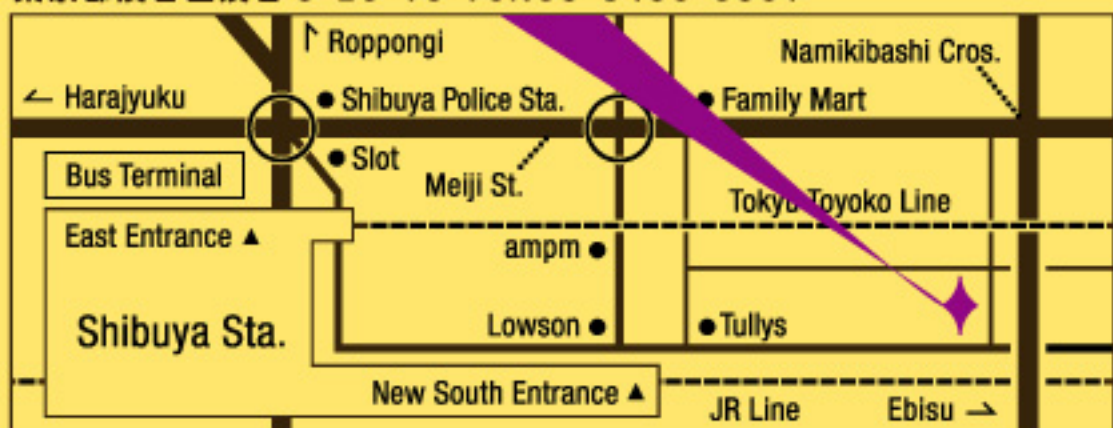 Roppongi
Namikibashi Cros.
Harajyuku
Shibuya Police Sta.
Family Mart
Slot
Bus Terminal
Meiji St.
Tokyu Toyoko Line
East Entrance ▲
ampm
Shibuya Sta.
Lowson
Tullys
New South Entrance ▲
JR Line
Ebisu